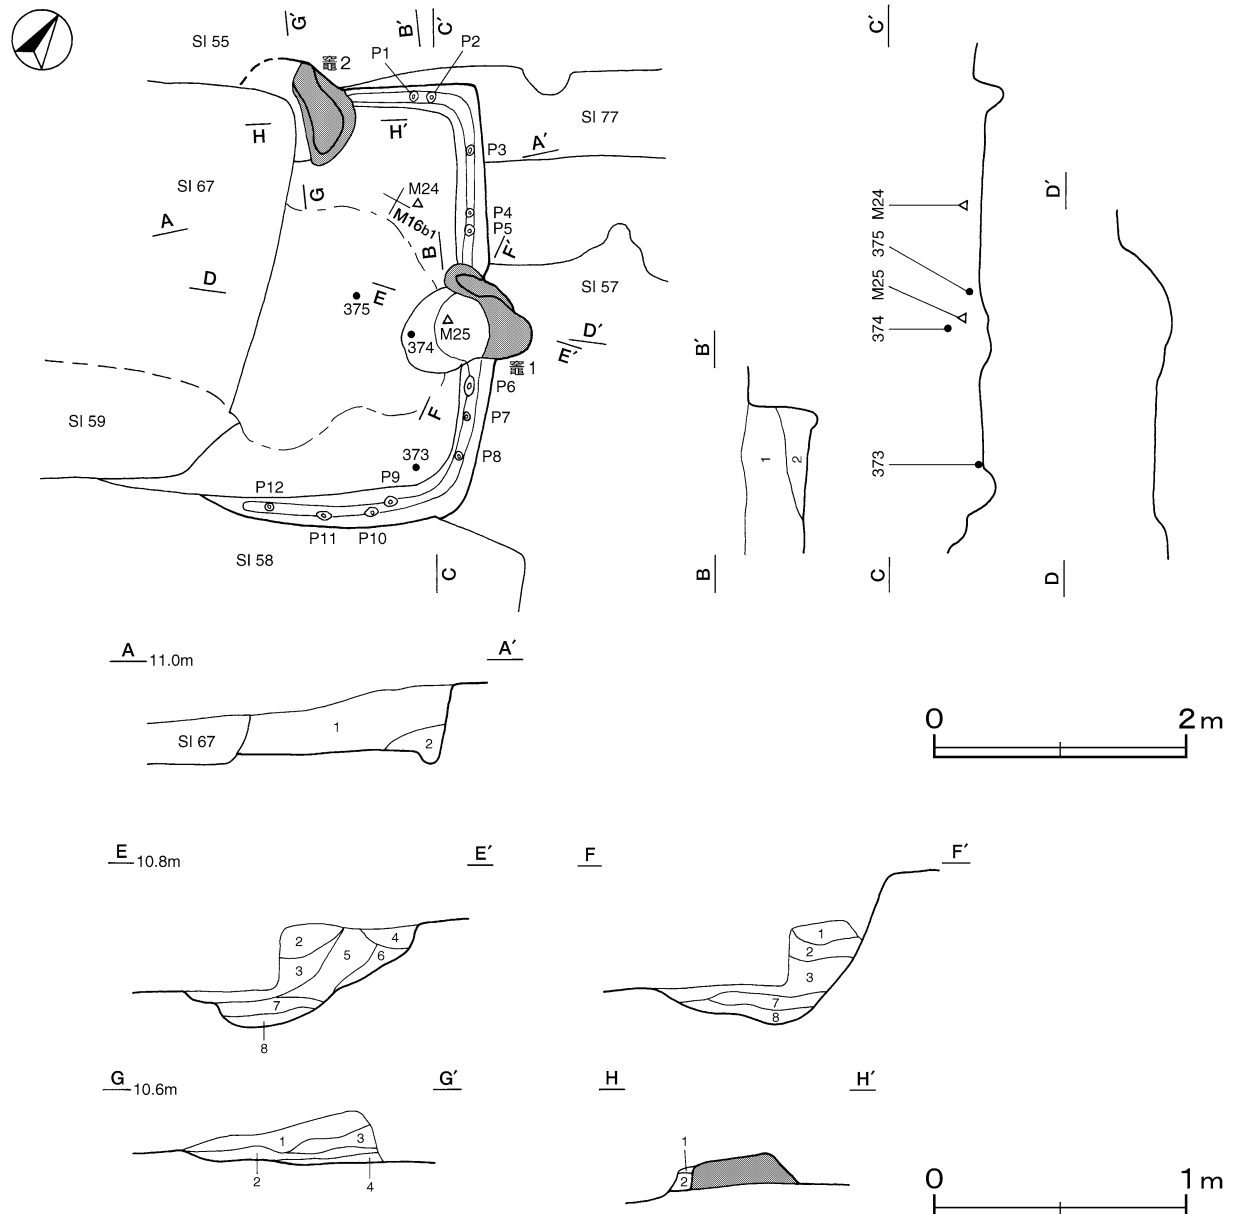 G′
B′
C′
C′
SI 55
P1
P2
竈2
SI 77
H
H′
A′
P3
SI 67
G
M24
M16b1
P4
P5
A
B
F′
M24
D′
375
D
E
375
SI 57
M25
M25
374
374
D′
E′
竈1
B′
P6
F
P7
SI 59
373
P8
1
2
373
P9
P12
P11
P10
SI 58
C
B
C
D
A
11.0m
A′
1
2
SI 67
0
2m
E
10.8m
E′
F
F′
2
4
5
3
6
7
8
1
2
3
7
8
G
10.6m
G′
H
H′
1
3
2
4
1
2
0
1m